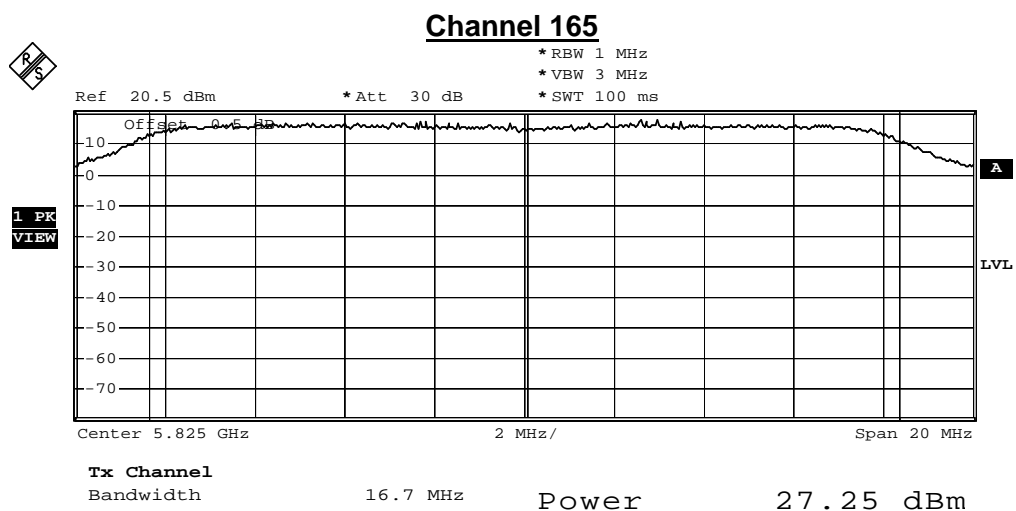 Channel 165
R S
* RBW 1 MHz
* VBW 3 MHz
Ref 20.5 dBm * Att 30 dB * SWT 100 ms
Offset 0.5 dB
10
0
-10
-20
-30
-40
-50
-60
-70
A
1 PK
VIEW
LVL
Center 5.825 GHz 2 MHz/ Span 20 MHz
Tx Channel
Bandwidth 16.7 MHz Power 27.25 dBm